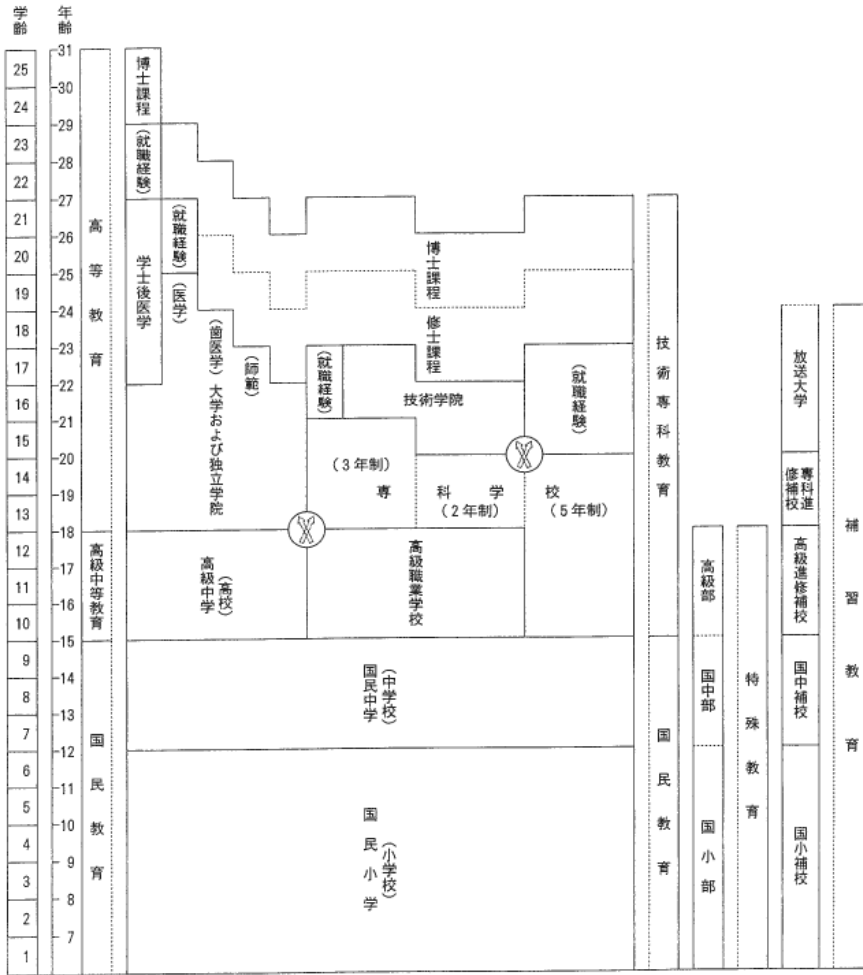 学齢
年齢
25
24
23
22
21
20
19
18
17
16
15
14
13
12
11
10
9
8
7
6
5
4
3
2
1
31
30
29
28
27
26
25
24
23
22
21
20
19
18
17
16
15
14
13
12
11
10
9
8
7
高等教育
高級中等教育
国民教育
博士課程
(就職経験)
学士後医学
(就職経験)
(医学)
(歯医学)
大学および独立学院
(師範)
博士課程
修士課程
(就職経験)
技術学院
(就職経験)
(3年制)
専科学校
(2年制)
(5年制)
高級中学
(高校)
高級職業学校
国民中学
(中学校)
国民小学
(小学校)
技術専科教育
国民教育
高級部
国中部
国小部
特殊教育
放送大学
専科進修補校
高級進修補校
国中補校
国小補校
補習教育